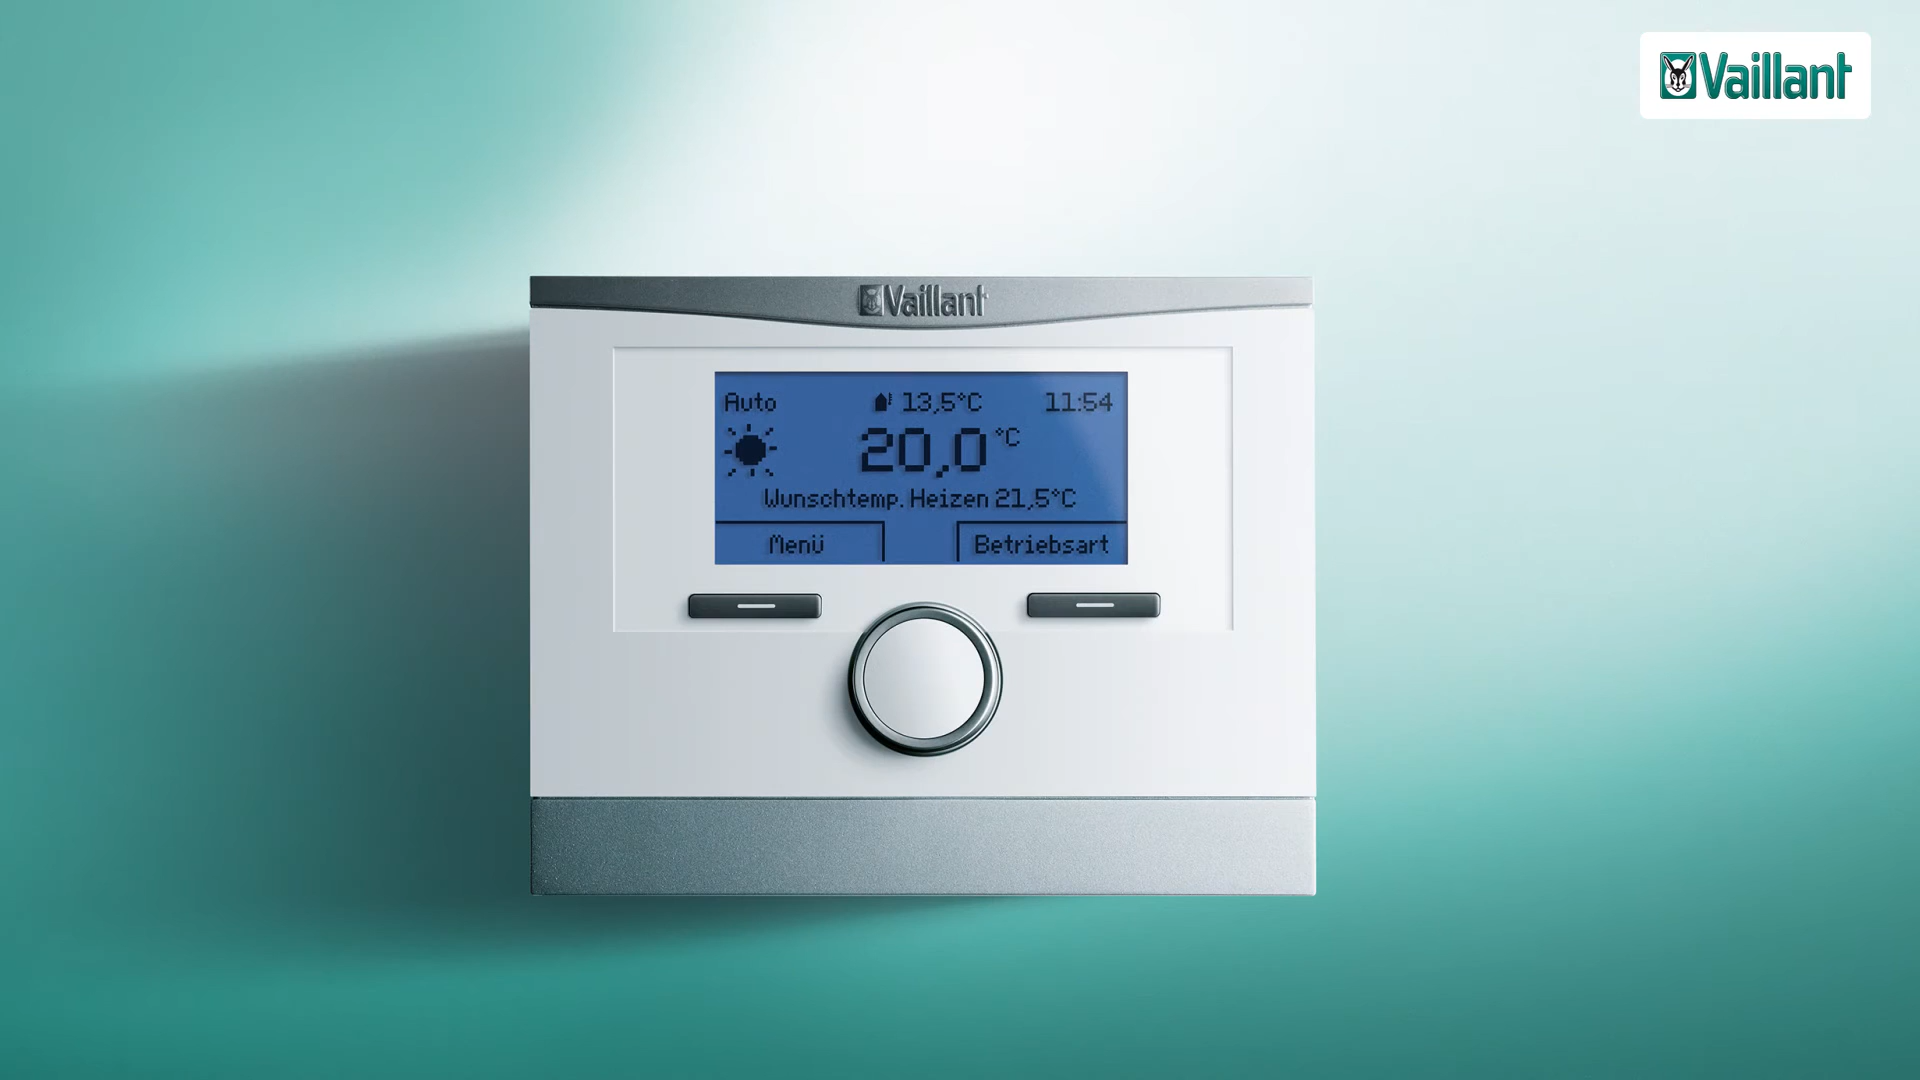 Vaillant
Vaillant
Auto 13,5°C 11:54
20,0 °C
Wunschtemp. Heizen 21,5°C
Menü Betriebsart